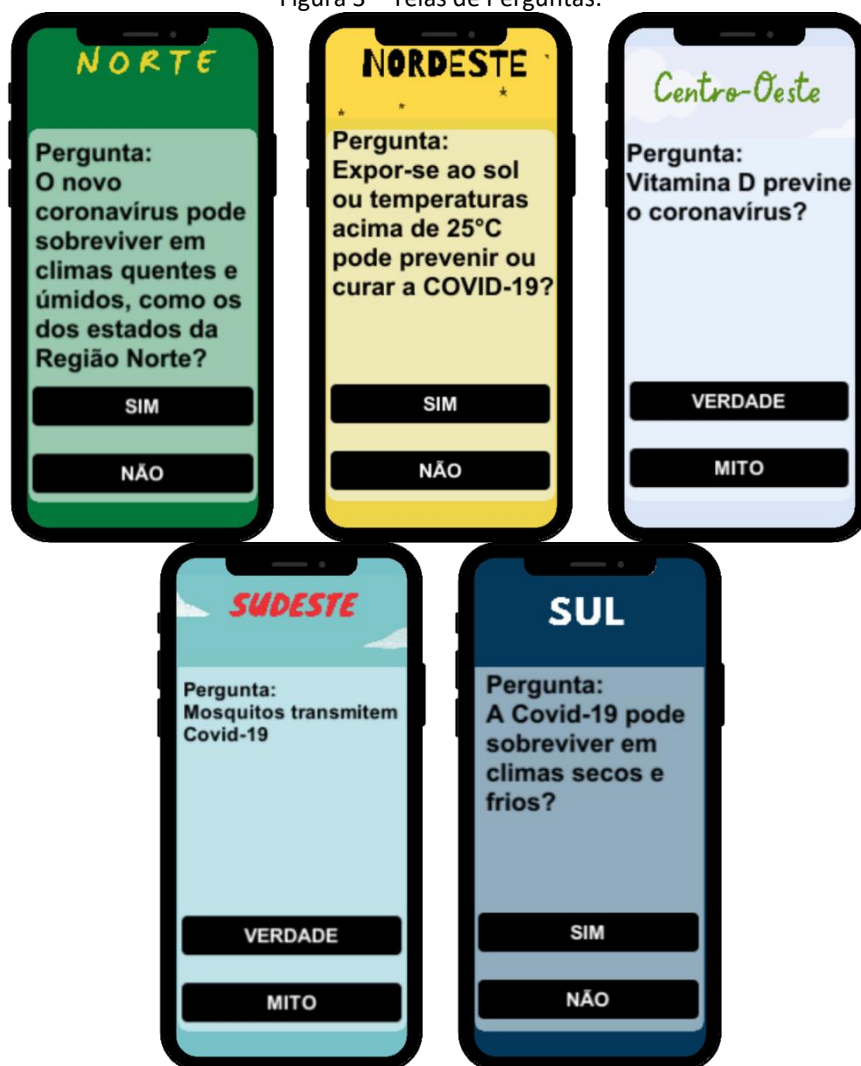 Figura 3 – Telas de Perguntas.
NORTE
Pergunta:
O novo
coronavírus pode
sobreviver em
climas quentes e
úmidos, como os
dos estados da
Região Norte?
SIM
NÃO
NORDESTE
Pergunta:
Expor-se ao sol
ou temperaturas
acima de 25°C
pode prevenir ou
curar a COVID-19?
SIM
NÃO
Centro-Oeste
Pergunta:
Vitamina D previne
o coronavírus?
VERDADE
MITO
SUDESTE
Pergunta:
Mosquitos transmitem
Covid-19
VERDADE
MITO
SUL
Pergunta:
A Covid-19 pode
sobreviver em
climas secos e
frios?
SIM
NÃO